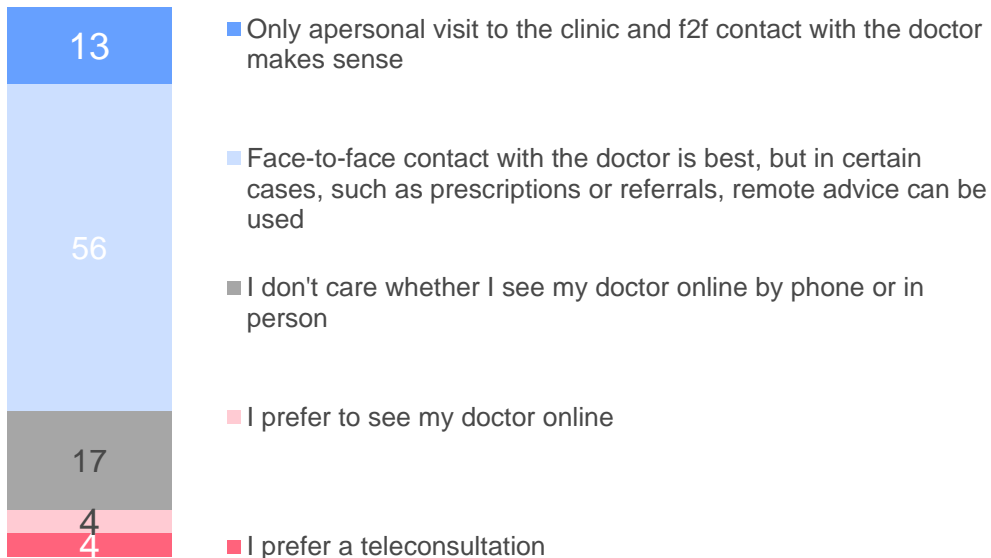 13
Only apersonal visit to the clinic and f2f contact with the doctor
makes sense
Face-to-face contact with the doctor is best, but in certain
cases, such as prescriptions or referrals, remote advice can be
used
56
I don't care whether I see my doctor online by phone or in
person
I prefer to see my doctor online
17
4
4
I prefer a teleconsultation